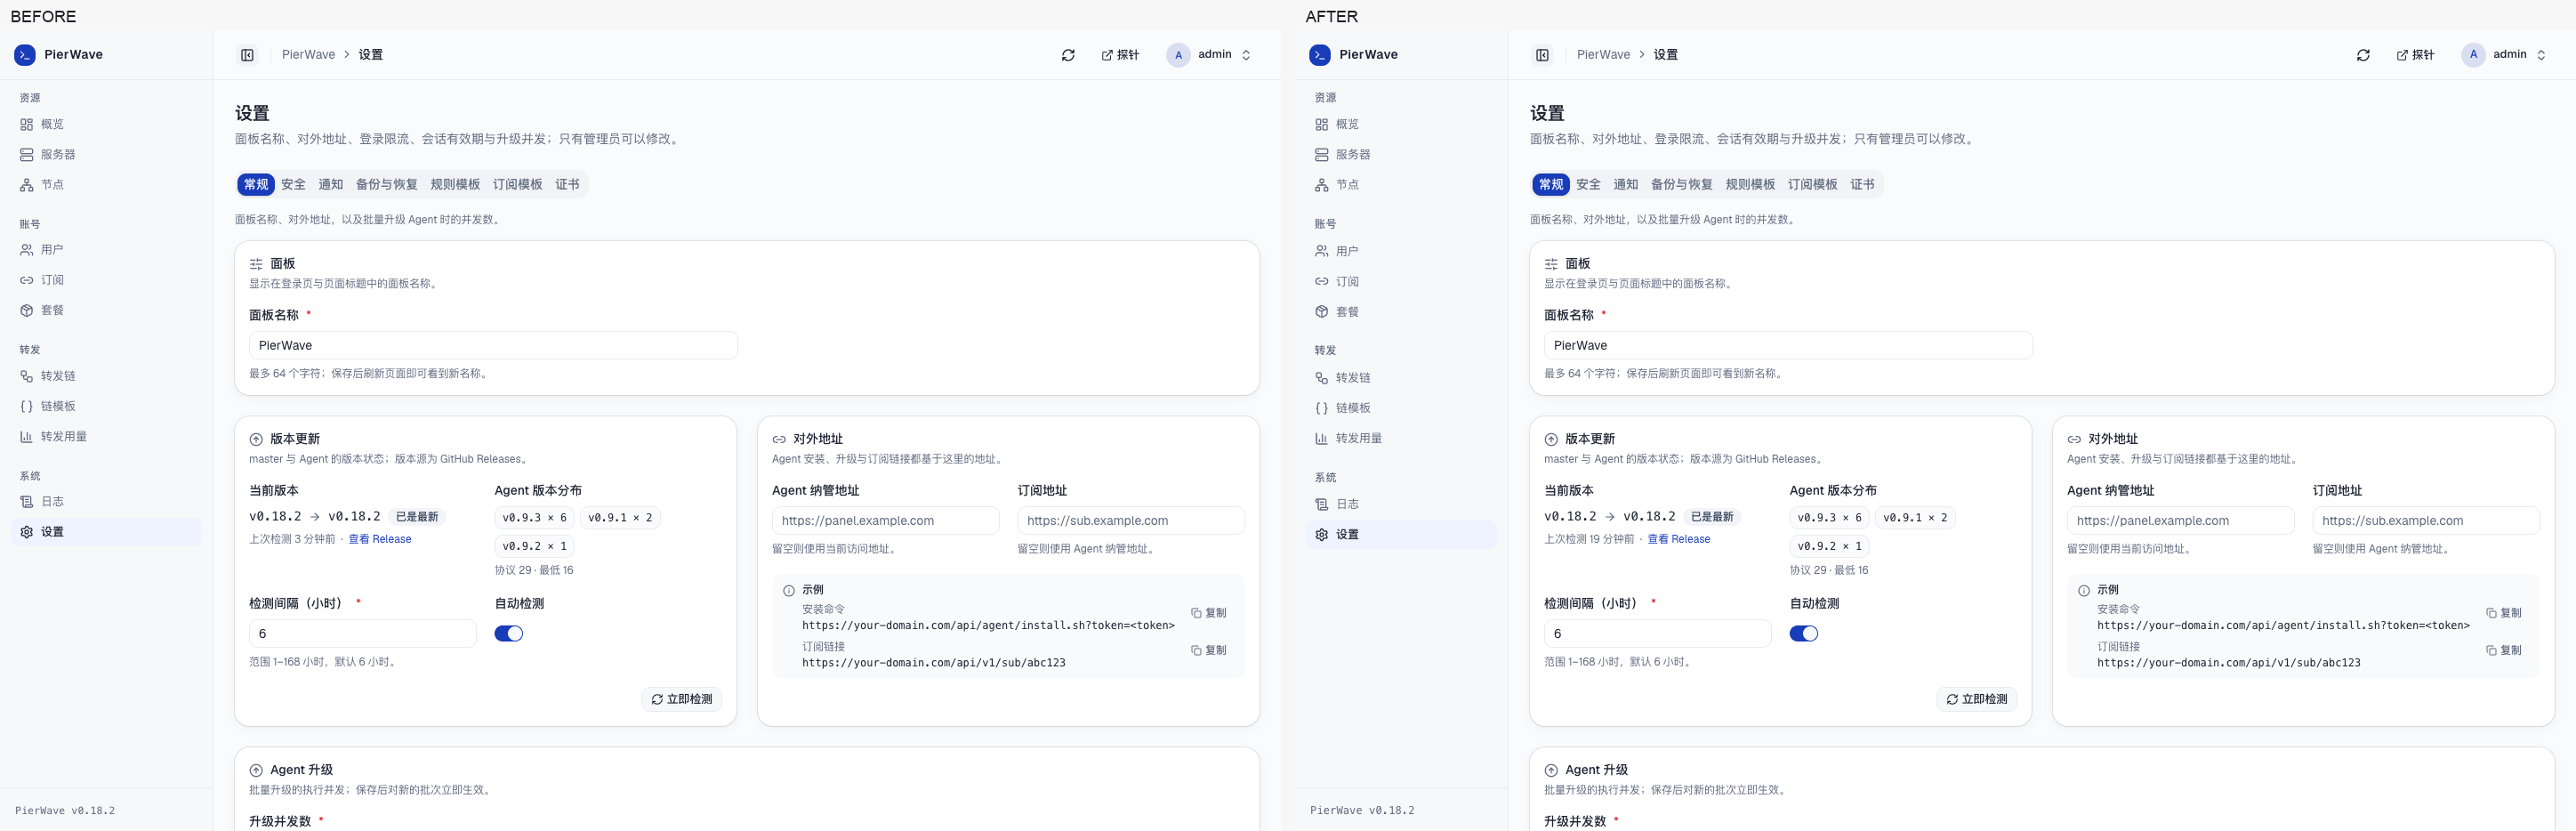 BEFORE
PierWave
资源
概览
服务器
节点
账号
用户
订阅
套餐
转发
转发链
链模板
转发用量
系统
日志
设置
PierWave v0.18.2
PierWave > 设置
探针
A admin
设置
面板名称、对外地址、登录限流、会话有效期与升级并发；只有管理员可以修改。
常规 安全 通知 备份与恢复 规则模板 订阅模板 证书
面板名称、对外地址，以及批量升级 Agent 时的并发数。
面板
显示在登录页与页面标题中的面板名称。
面板名称 *
PierWave
最多 64 个字符；保存后刷新页面即可看到新名称。
版本更新
master 与 Agent 的版本状态；版本源为 GitHub Releases。
当前版本
v0.18.2 → v0.18.2 已是最新
上次检测 3 分钟前 · 查看 Release
Agent 版本分布
v0.9.3 × 6 v0.9.1 × 2
v0.9.2 × 1
协议 29 · 最低 16
检测间隔（小时） *
6
范围 1–168 小时，默认 6 小时。
自动检测
立即检测
对外地址
Agent 安装、升级与订阅链接都基于这里的地址。
Agent 纳管地址
https://panel.example.com
留空则使用当前访问地址。
订阅地址
https://sub.example.com
留空则使用 Agent 纳管地址。
示例
安装命令
https://your-domain.com/api/agent/install.sh?token=<token>
复制
订阅链接
https://your-domain.com/api/v1/sub/abc123
复制
Agent 升级
批量升级的执行并发；保存后对新的批次立即生效。
升级并发数 *
AFTER
PierWave
资源
概览
服务器
节点
账号
用户
订阅
套餐
转发
转发链
链模板
转发用量
系统
日志
设置
PierWave v0.18.2
PierWave > 设置
探针
A admin
设置
面板名称、对外地址、登录限流、会话有效期与升级并发；只有管理员可以修改。
常规 安全 通知 备份与恢复 规则模板 订阅模板 证书
面板名称、对外地址，以及批量升级 Agent 时的并发数。
面板
显示在登录页与页面标题中的面板名称。
面板名称 *
PierWave
最多 64 个字符；保存后刷新页面即可看到新名称。
版本更新
master 与 Agent 的版本状态；版本源为 GitHub Releases。
当前版本
v0.18.2 → v0.18.2 已是最新
上次检测 19 分钟前 · 查看 Release
Agent 版本分布
v0.9.3 × 6 v0.9.1 × 2
v0.9.2 × 1
协议 29 · 最低 16
检测间隔（小时） *
6
范围 1–168 小时，默认 6 小时。
自动检测
立即检测
对外地址
Agent 安装、升级与订阅链接都基于这里的地址。
Agent 纳管地址
https://panel.example.com
留空则使用当前访问地址。
订阅地址
https://sub.example.com
留空则使用 Agent 纳管地址。
示例
安装命令
https://your-domain.com/api/agent/install.sh?token=<token>
复制
订阅链接
https://your-domain.com/api/v1/sub/abc123
复制
Agent 升级
批量升级的执行并发；保存后对新的批次立即生效。
升级并发数 *